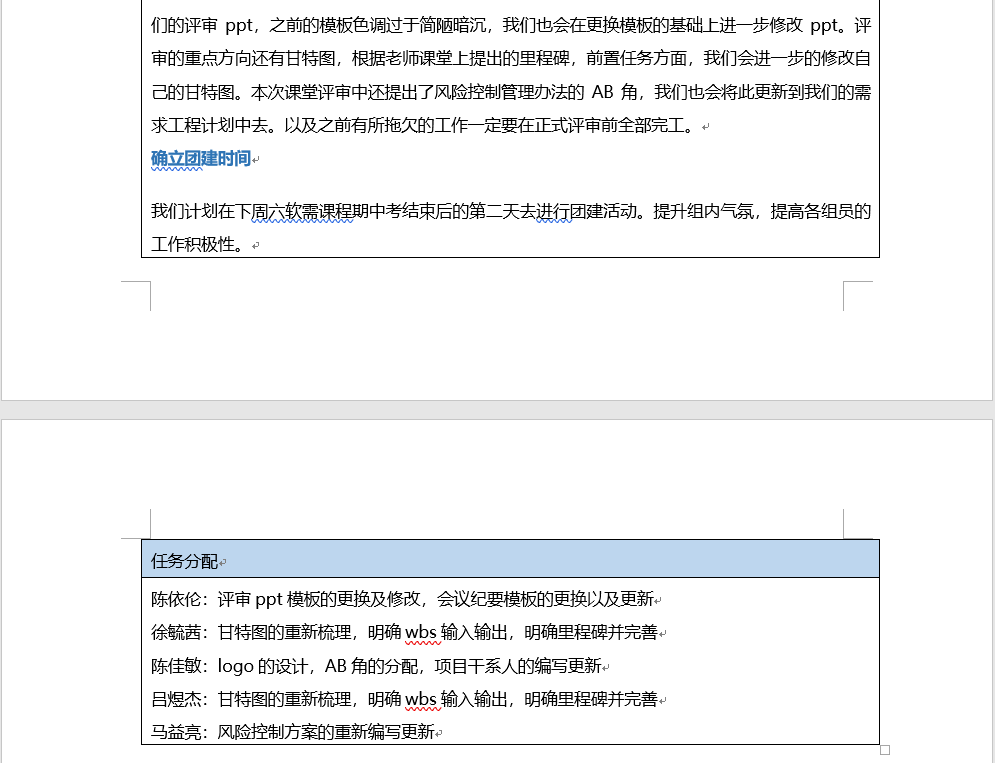 们的评审 ppt，之前的模板色调过于简陋暗沉，我们也会在更换模板的基础上进一步修改 ppt。评
审的重点方向还有甘特图，根据老师课堂上提出的里程碑，前置任务方面，我们会进一步的修改自
己的甘特图。本次课堂评审中还提出了风险控制管理办法的 AB 角，我们也会将此更新到我们的需
求工程计划中去。以及之前有所拖欠的工作一定要在正式评审前全部完工。
确立团建时间
我们计划在下周六软需课程期中考结束后的第二天去进行团建活动。提升组内气氛，提高各组员的
工作积极性。
任务分配
陈依伦：评审 ppt 模板的更换及修改，会议纪要模板的更换以及更新
徐毓茜：甘特图的重新梳理，明确 wbs 输入输出，明确里程碑并完善
陈佳敏：logo 的设计，AB 角的分配，项目干系人的编写更新
吕煜杰：甘特图的重新梳理，明确 wbs 输入输出，明确里程碑并完善
马益亮：风险控制方案的重新编写更新